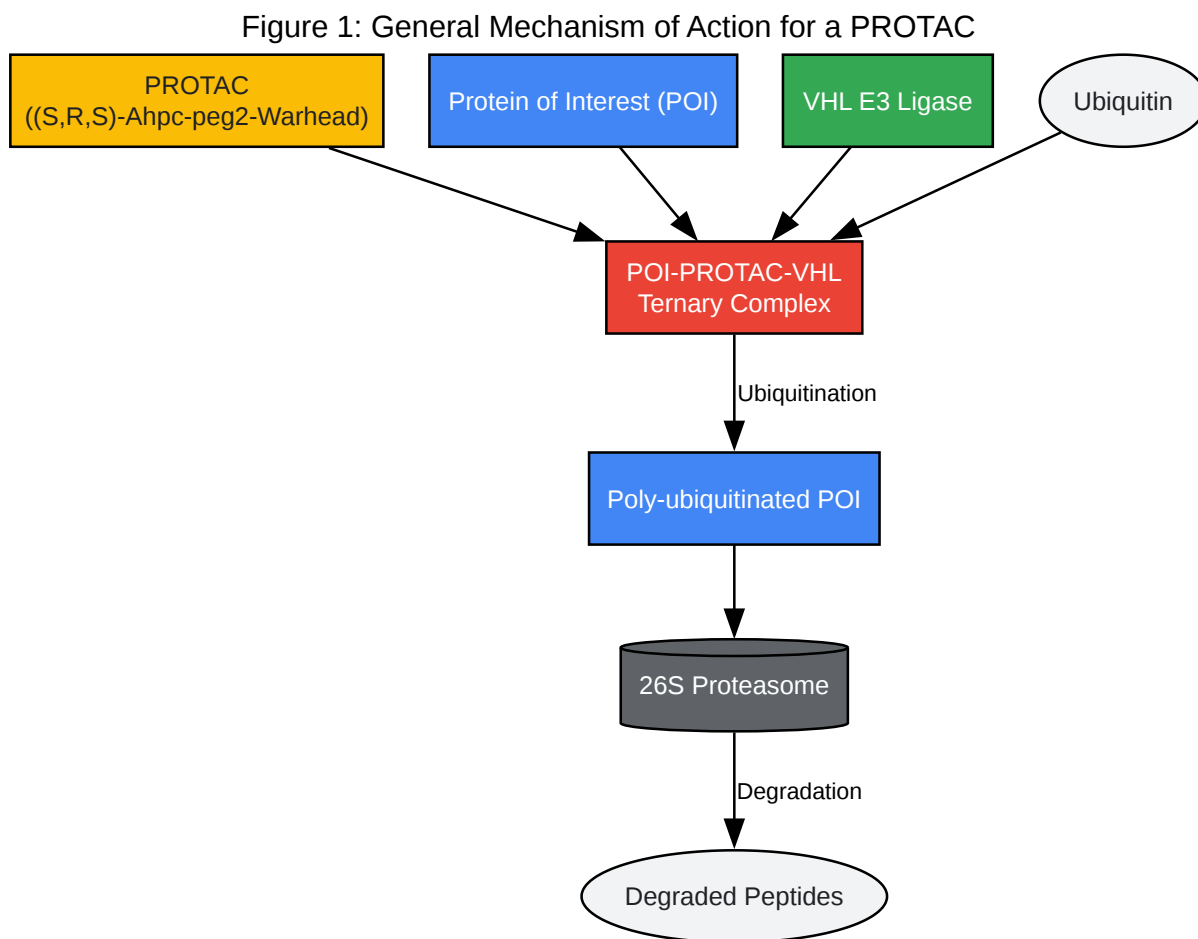 Figure 1: General Mechanism of Action for a PROTAC
PROTAC
((S,R,S)-Ahpc-peg2-Warhead)
Protein of Interest (POI)
VHL E3 Ligase
Ubiquitin
POI-PROTAC-VHL
Ternary Complex
Ubiquitination
Poly-ubiquitinated POI
26S Proteasome
Degradation
Degraded Peptides